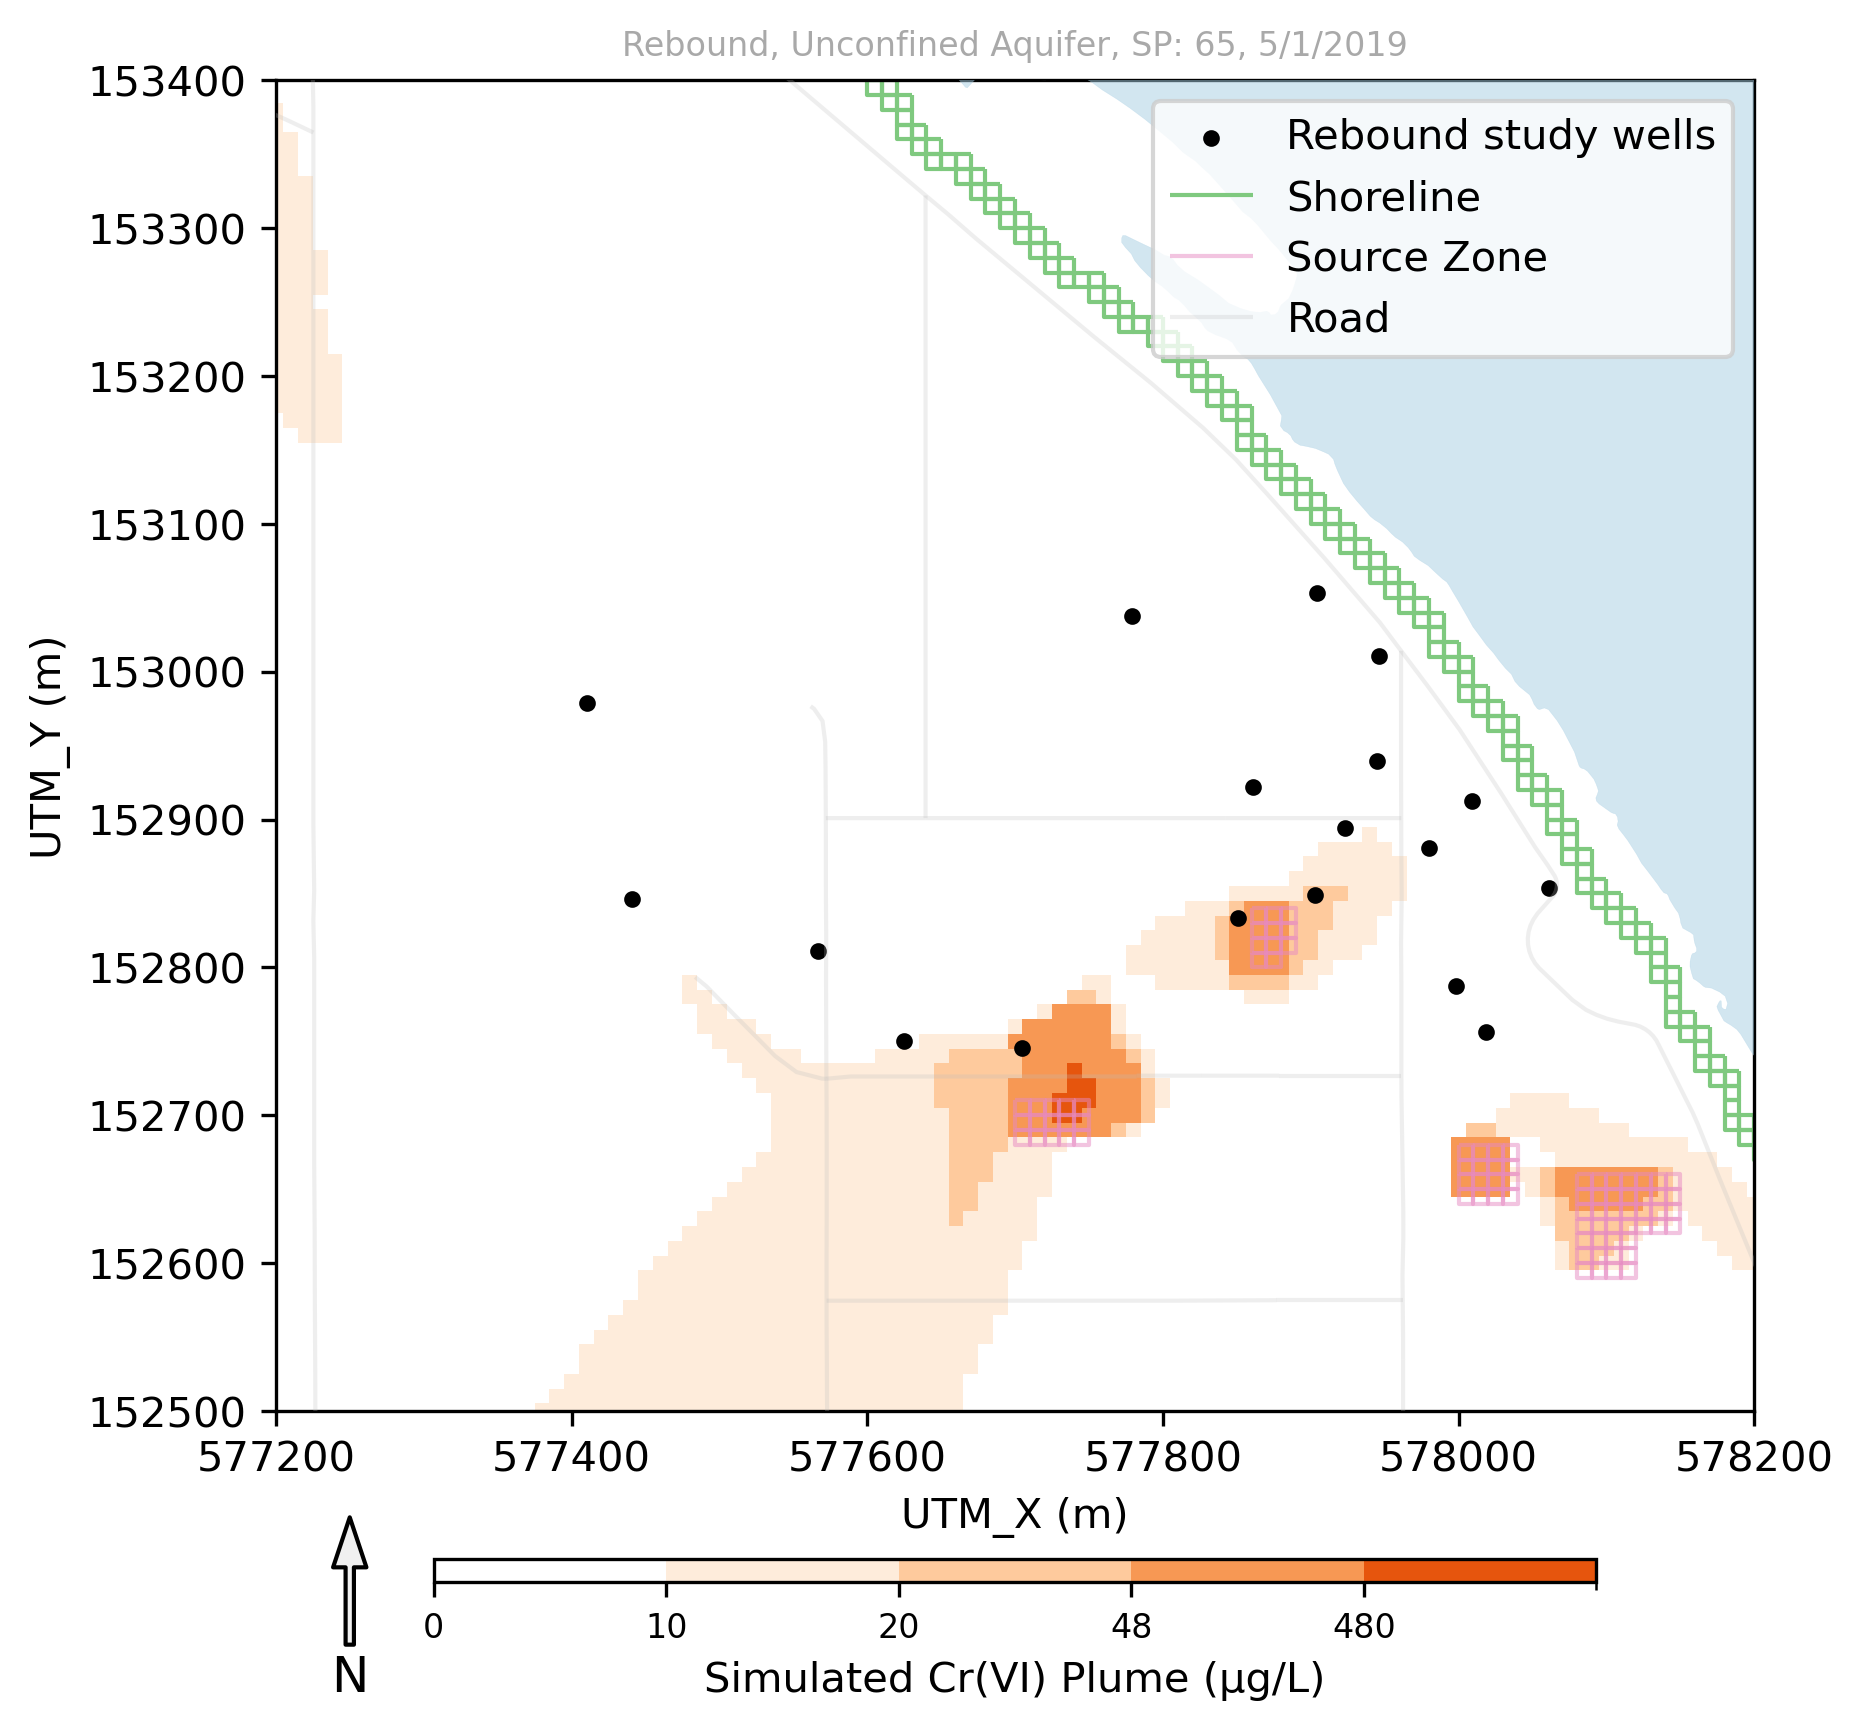 Rebound, Unconfined Aquifer, SP: 65, 5/1/2019
153400
153300
153200
153100
153000
152900
152800
152700
152600
152500
UTM_Y (m)
Rebound study wells
Shoreline
Source Zone
Road
577200 577400 577600 577800 578000 578200
UTM_X (m)
N
0 10 20 48 480
Simulated Cr(VI) Plume (μg/L)